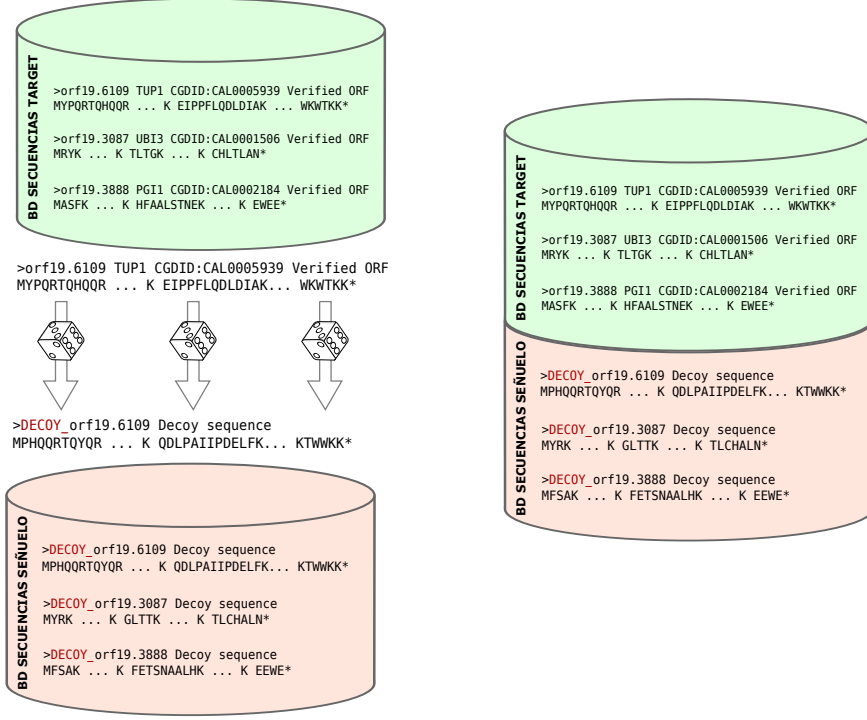 BD SECUENCIAS TARGET
>orf19.6109 TUP1 CGDID:CAL0005939 Verified ORF
MYPQRTQHQQR ... K EIPPFLQDLDIAK ... WKWTKK*
>orf19.3087 UBI3 CGDID:CAL0001506 Verified ORF
MRYK ... K TLTGK ... K CHLTLAN*
>orf19.3888 PGI1 CGDID:CAL0002184 Verified ORF
MASFK ... K HFAALSTNEK ... K EWEE*
>orf19.6109 TUP1 CGDID:CAL0005939 Verified ORF
MYPQRTQHQQR ... K EIPPFLQDLDIAK... WKWTKK*
>DECOY_orf19.6109 Decoy sequence
MPHQQRTQYQR ... K QDLPAIIPDELFK... KTWWKK*
BD SECUENCIAS SEÑUELO
>DECOY_orf19.6109 Decoy sequence
MPHQQRTQYQR ... K QDLPAIIPDELFK... KTWWKK*
>DECOY_orf19.3087 Decoy sequence
MYRK ... K GLTTK ... K TLCHALN*
>DECOY_orf19.3888 Decoy sequence
MFSAK ... K FETSNAALHK ... K EEWE*
BD SECUENCIAS TARGET
>orf19.6109 TUP1 CGDID:CAL0005939 Verified ORF
MYPQRTQHQQR ... K EIPPFLQDLDIAK ... WKWTKK*
>orf19.3087 UBI3 CGDID:CAL0001506 Verified ORF
MRYK ... K TLTGK ... K CHLTLAN*
>orf19.3888 PGI1 CGDID:CAL0002184 Verified ORF
MASFK ... K HFAALSTNEK ... K EWEE*
BD SECUENCIAS SEÑUELO
>DECOY_orf19.6109 Decoy sequence
MPHQQRTQYQR ... K QDLPAIIPDELFK... KTWWKK*
>DECOY_orf19.3087 Decoy sequence
MYRK ... K GLTTK ... K TLCHALN*
>DECOY_orf19.3888 Decoy sequence
MFSAK ... K FETSNAALHK ... K EEWE*